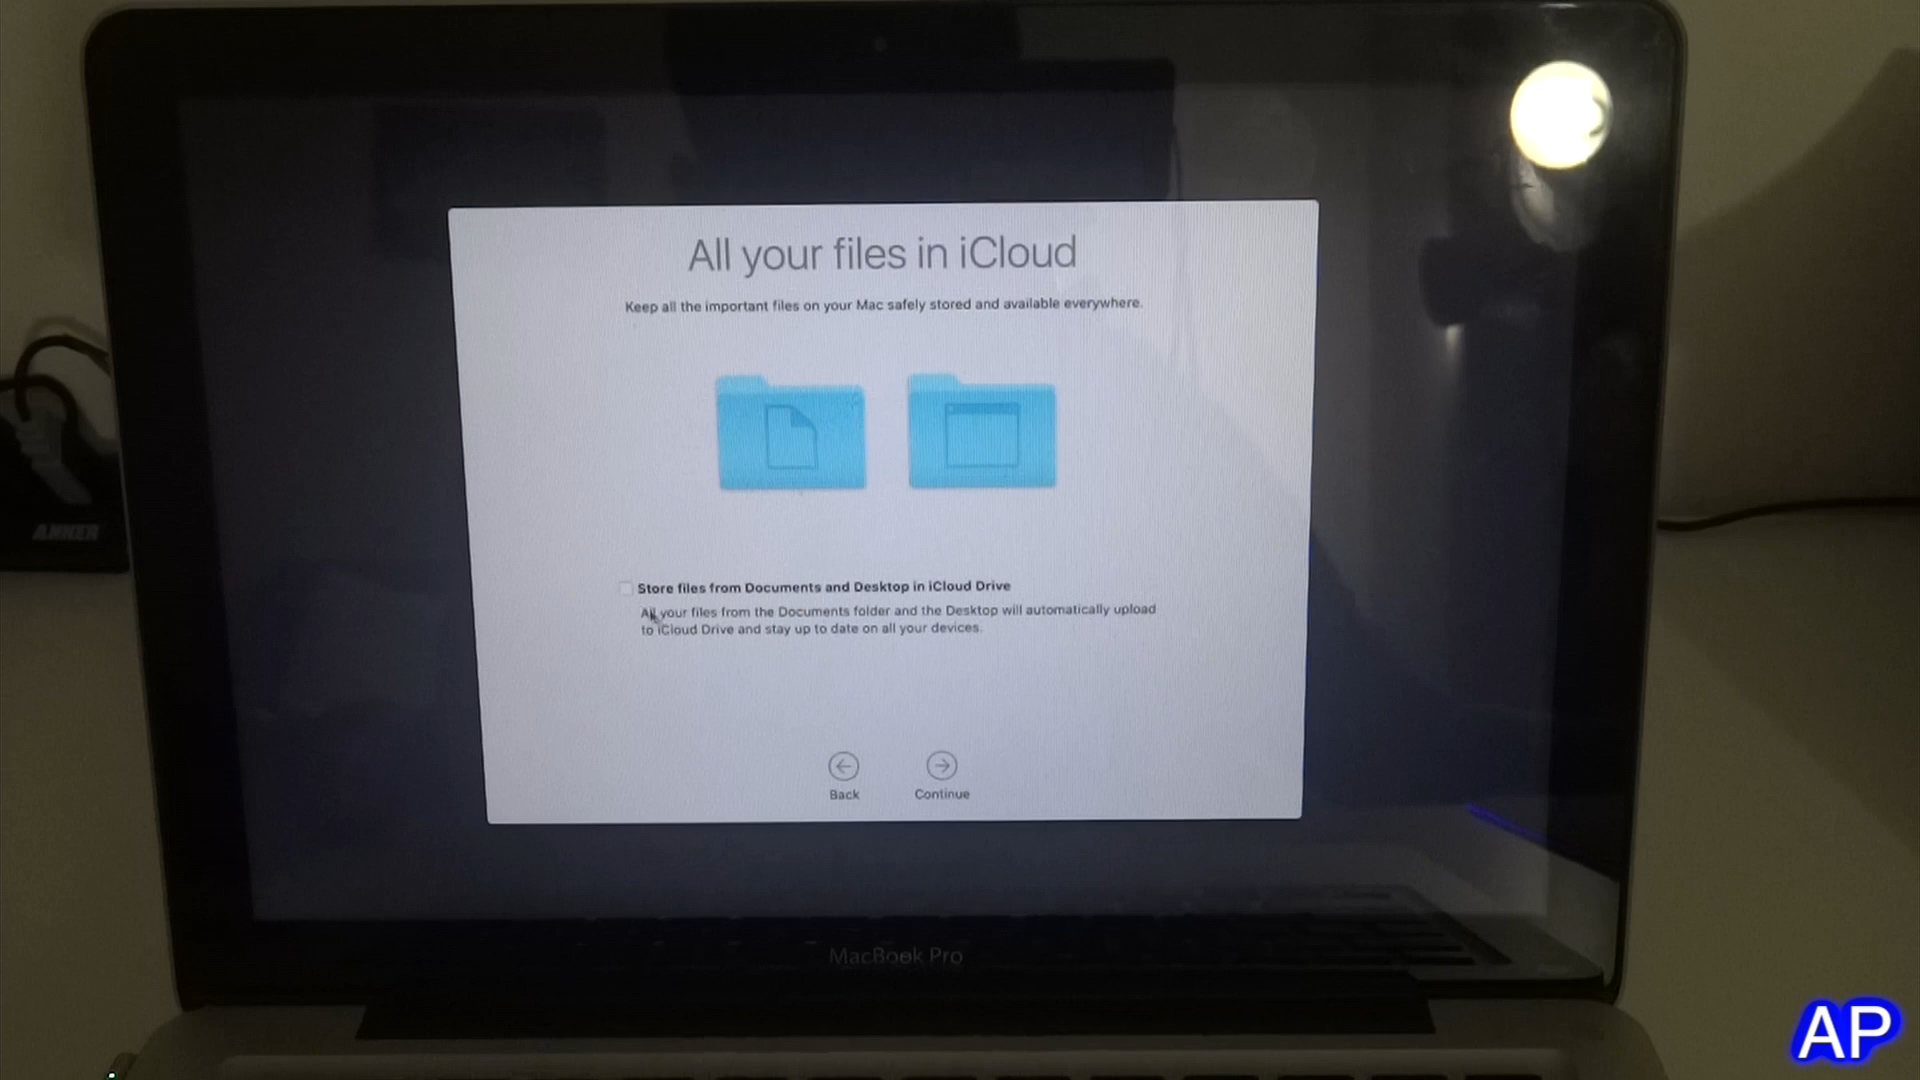 All your files in iCloud
Keep all the important files on your Mac safely stored and available everywhere.
Store files from Documents and Desktop in iCloud Drive
All your files from the Documents folder and the Desktop will automatically upload
to iCloud Drive and stay up to date on all your devices.
Back
Continue
ANKER
MacBook Pro
AP